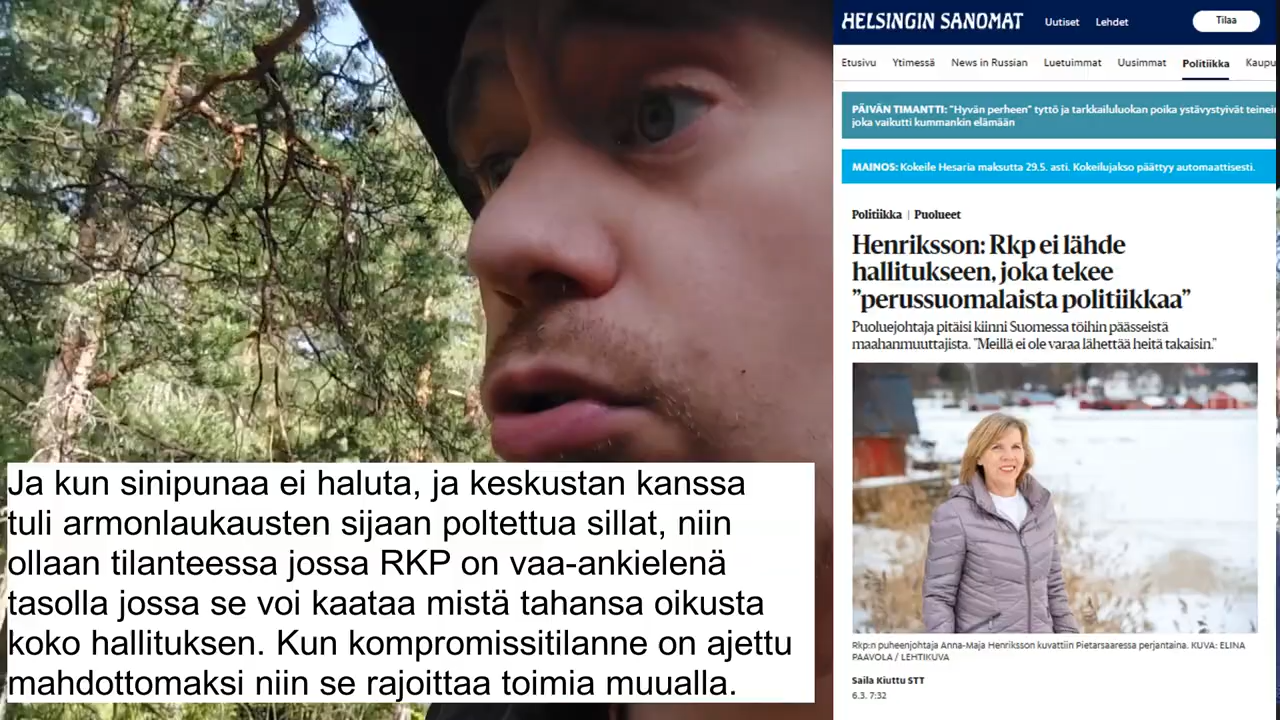 Ja kun sinipunaa ei haluta, ja keskustan kanssa
tuli armonlaukausten sijaan poltettua sillat, niin
ollaan tilanteessa jossa RKP on vaa-ankielenä
tasolla jossa se voi kaataa mistä tahansa oikusta
koko hallituksen. Kun kompromissitilanne on ajettu
mahdottomaksi niin se rajoittaa toimia muualla.
HELSINGIN SANOMAT Uutiset Lehdet Tilaa
Etusivu Ytimessä News in Russian Luetuimmat Uusimmat Politiikka Kaupu
PÄIVÄN TIMANTTI: "Hyvän perheen" tyttö ja tarkkailuluokan poika ystävystyivät teinei
joka vaikutti kummankin elämään
MAINOS: Kokeile Hesaria maksutta 29.5. asti. Kokeilujakso päättyy automaattisesti.
Politiikka | Puolueet
Henriksson: Rkp ei lähde
hallitukseen, joka tekee
”perussuomalaista politiikkaa”
Puoluejohtaja pitäisi kiinni Suomessa töihin päässeistä
maahanmuuttajista. ”Meillä ei ole varaa lähettää heitä takaisin.”
Rkp:n puheenjohtaja Anna-Maja Henriksson kuvattiin Pietarsaaressa perjantaina. KUVA: ELINA
PAAVOLA / LEHTIKUVA
Saila Kiuttu STT
6.3. 7:32